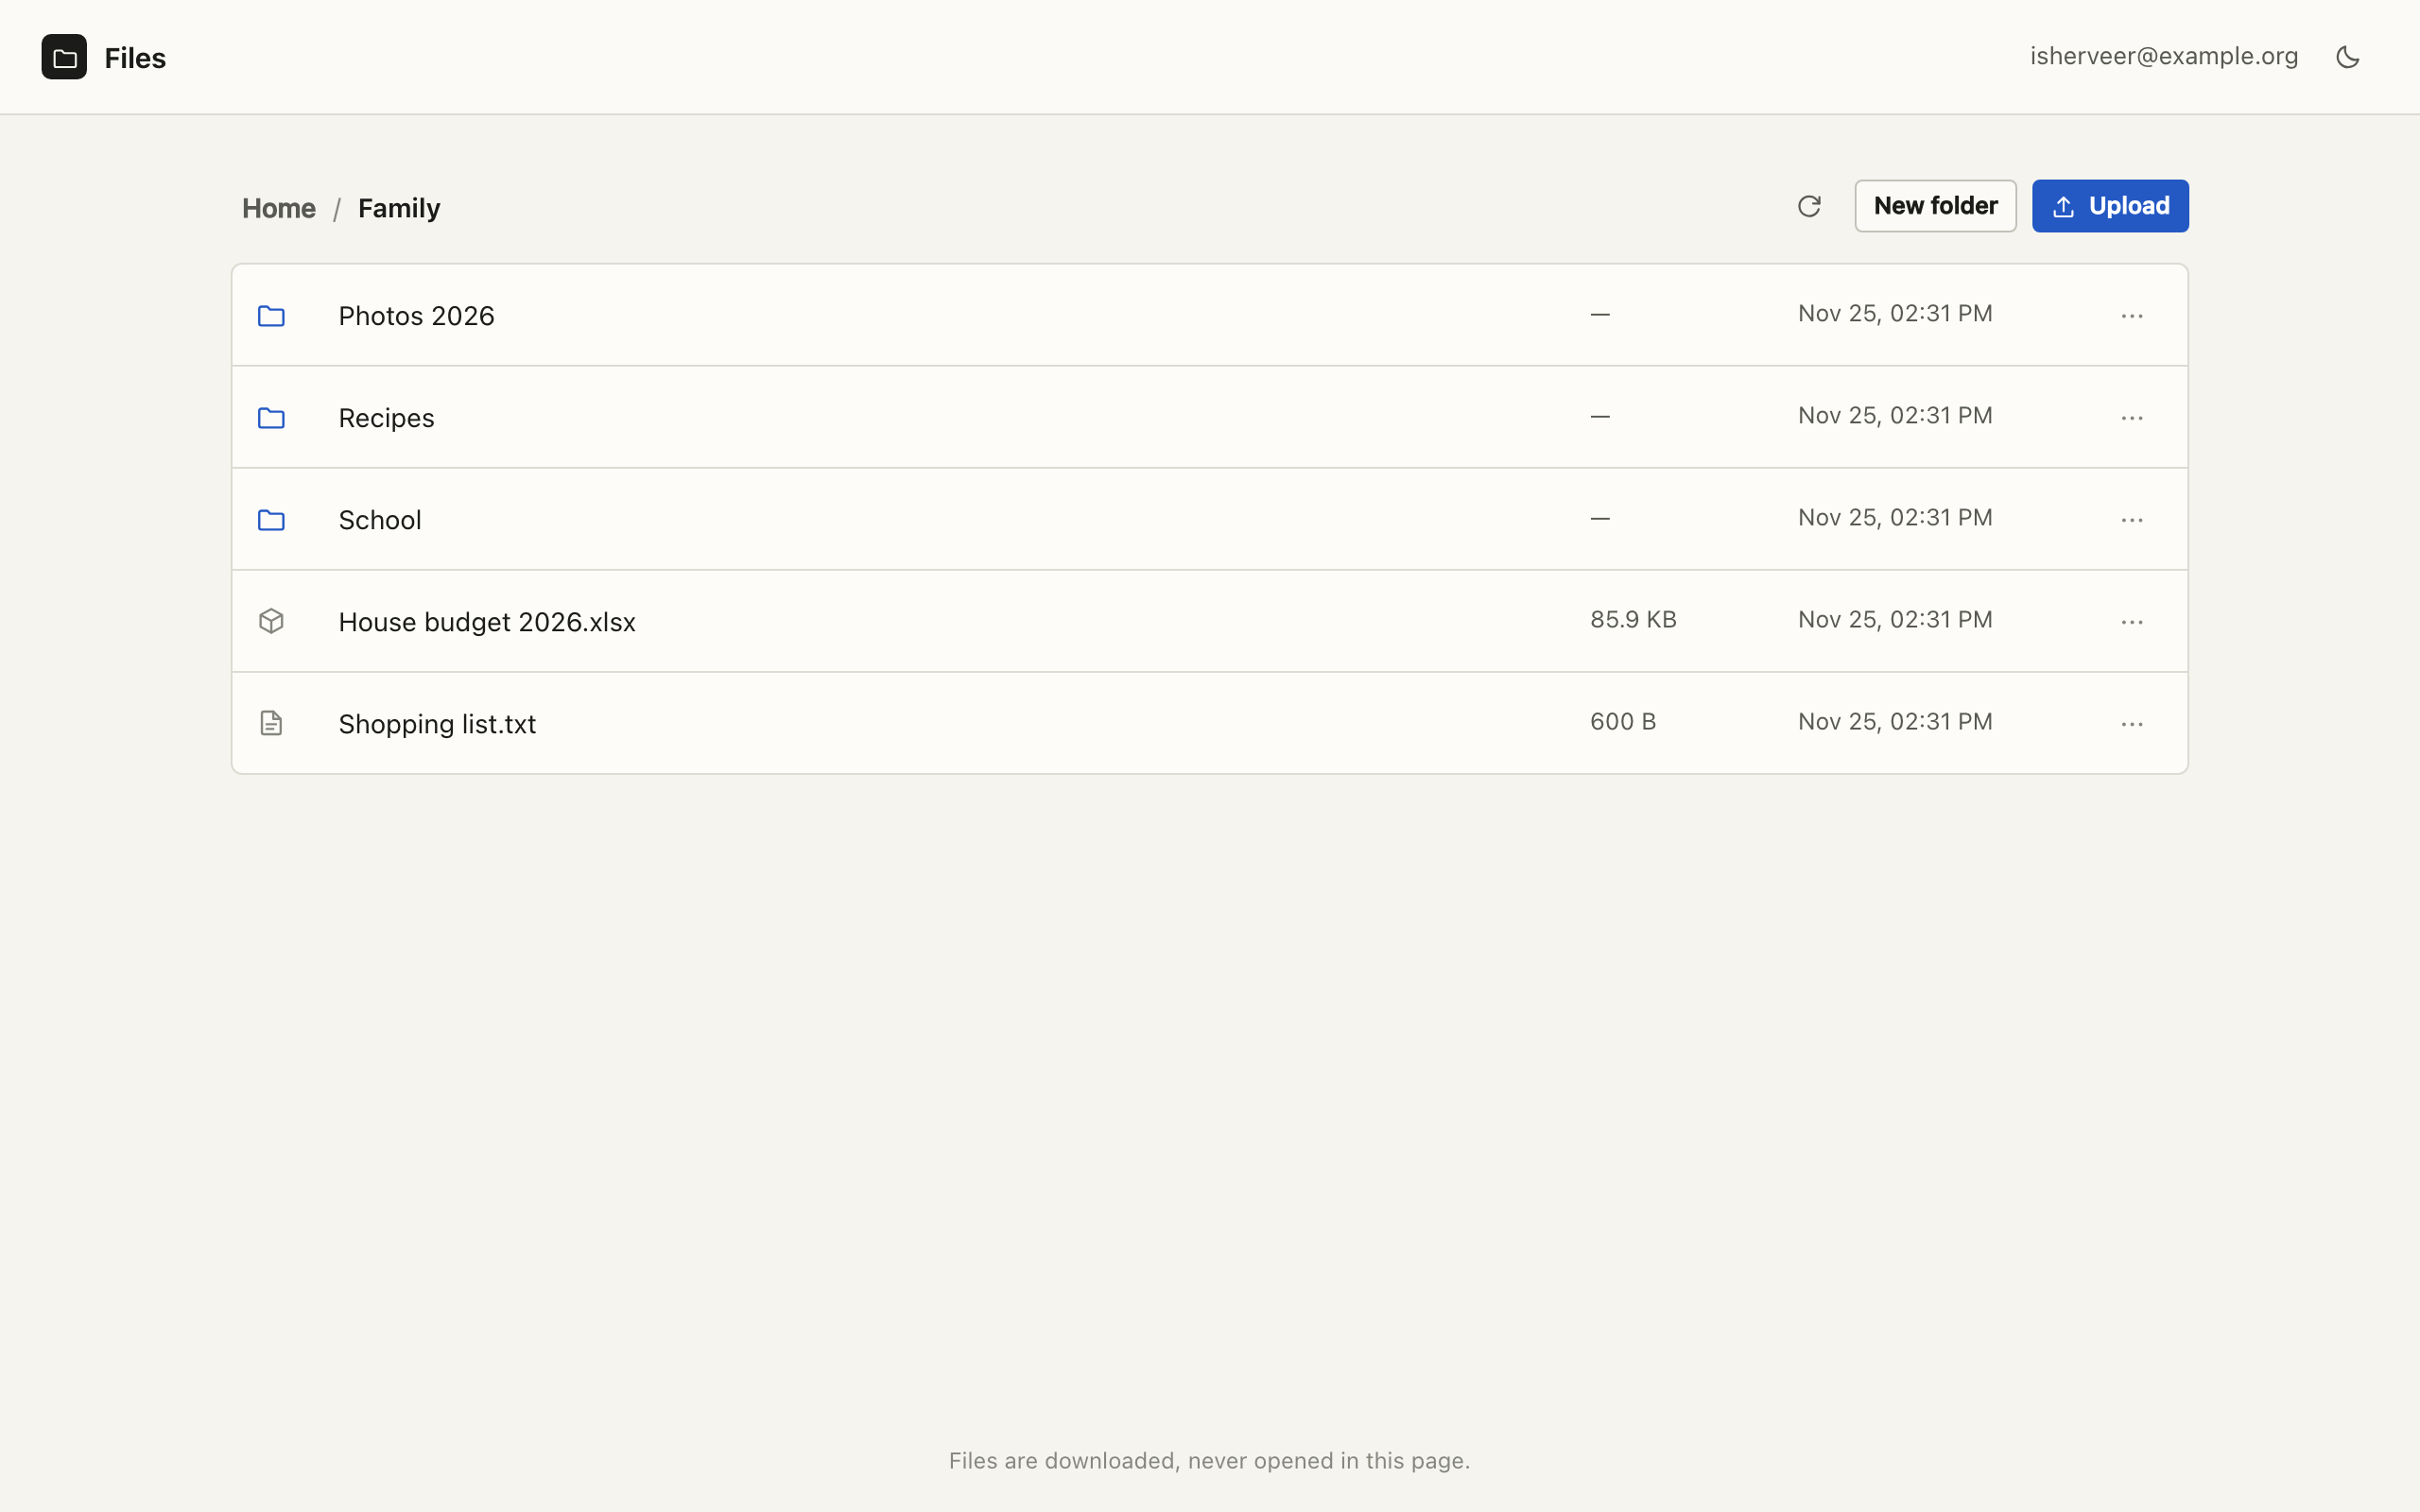 Files
isherveer@example.org
Home / Family
New folder
Upload
Photos 2026 — Nov 25, 02:31 PM ...
Recipes — Nov 25, 02:31 PM ...
School — Nov 25, 02:31 PM ...
House budget 2026.xlsx 85.9 KB Nov 25, 02:31 PM ...
Shopping list.txt 600 B Nov 25, 02:31 PM ...
Files are downloaded, never opened in this page.